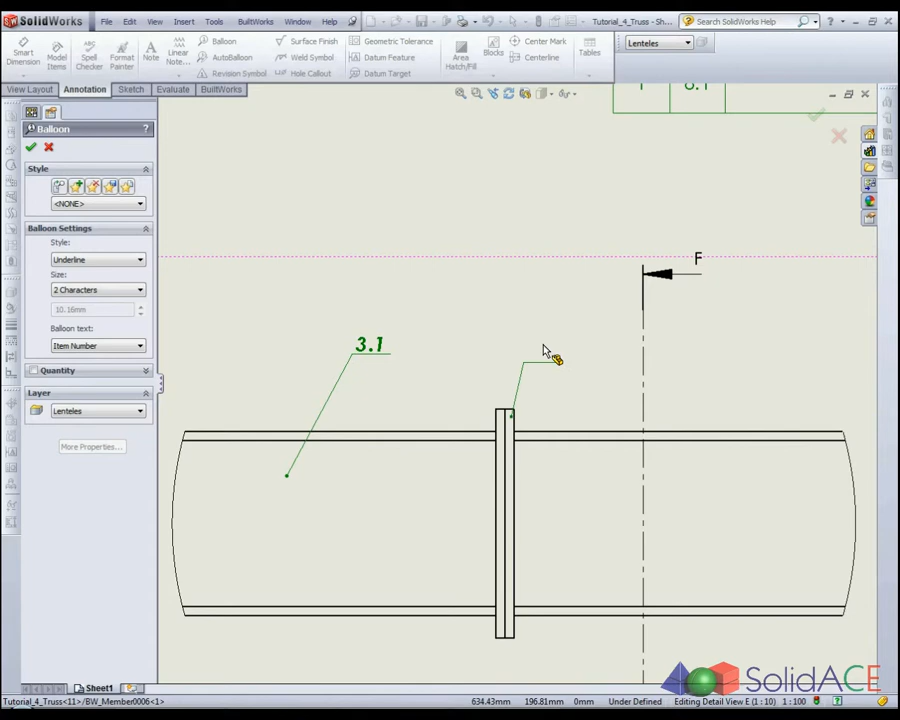 SolidWorks
File Edit View Insert Tools BuiltWorks Window Help
Tutorial_4_Truss - Sh...
Search SolidWorks Help
Smart Dimension
Model Items
Spell Checker
Format Painter
Note
Linear Note...
Balloon
AutoBalloon
Revision Symbol
Surface Finish
Weld Symbol
Hole Callout
Geometric Tolerance
Datum Feature
Datum Target
Area Hatch/Fill
Blocks
Center Mark
Centerline
Tables
Lenteles
View Layout Annotation Sketch Evaluate BuiltWorks
Balloon ?
Style
<NONE>
Balloon Settings
Style:
Underline
Size:
2 Characters
10.16mm
Balloon text:
Item Number
Quantity
Layer
Lenteles
More Properties...
F
3.1
Sheet1
SolidACE
Tutorial_4_Truss<11>/BW_Member0006<1>
634.43mm 196.81mm 0mm Under Defined Editing Detail View E (1 : 10) 1 : 100